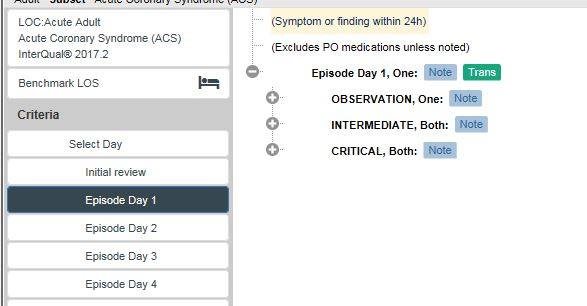 Adult Subset Acute Coronary Syndrome (ACS)
LOC:Acute Adult
Acute Coronary Syndrome (ACS)
InterQual® 2017.2
Benchmark LOS
Criteria
Select Day
Initial review
Episode Day 1
Episode Day 2
Episode Day 3
Episode Day 4
(Symptom or finding within 24h)
(Excludes PO medications unless noted)
Episode Day 1, One: Note Trans
OBSERVATION, One: Note
INTERMEDIATE, Both: Note
CRITICAL, Both: Note